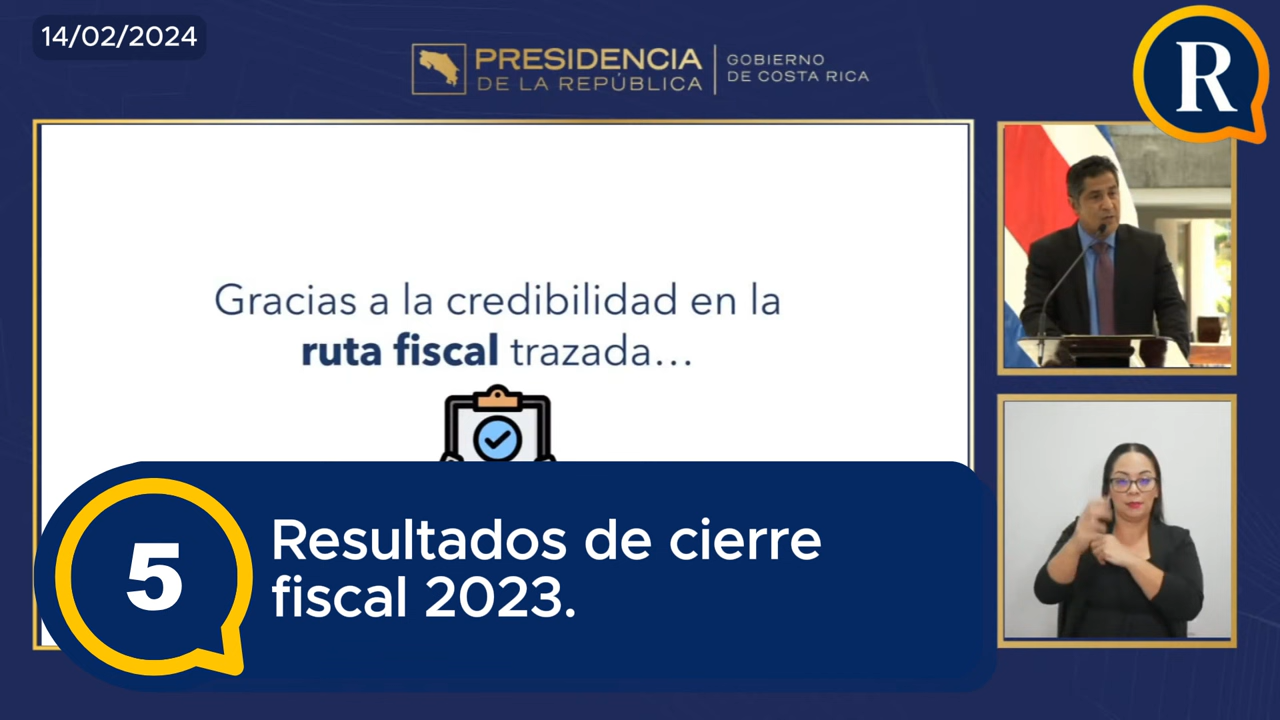 14/02/2024
PRESIDENCIA
DE LA REPÚBLICA
GOBIERNO
DE COSTA RICA
R
Gracias a la credibilidad en la
ruta fiscal trazada...
5
Resultados de cierre
fiscal 2023.